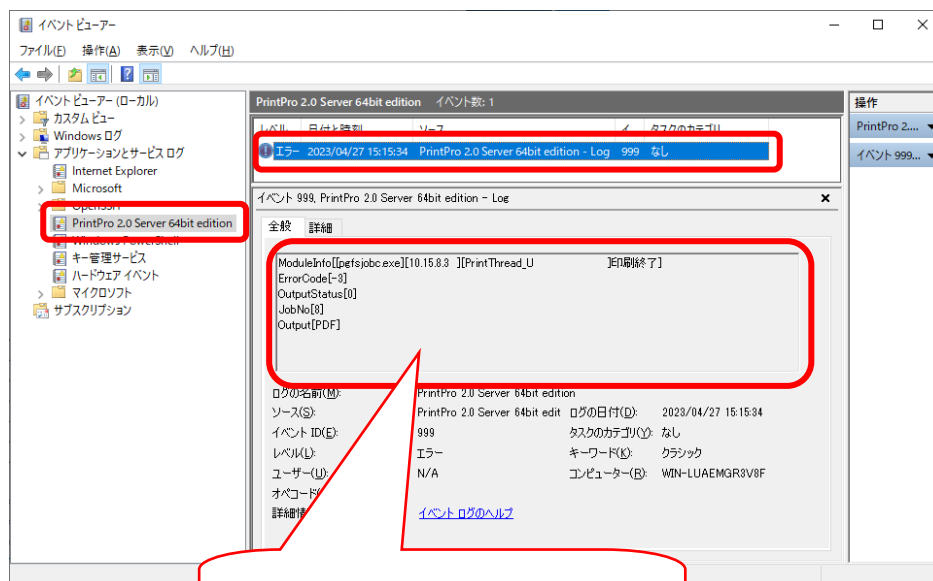 イベント ビューアー
ファイル(F) 操作(A) 表示(V) ヘルプ(H)
イベント ビューアー (ローカル)
カスタム ビュー
Windows ログ
アプリケーションとサービス ログ
Internet Explorer
Microsoft
OpenSSH
PrintPro 2.0 Server 64bit edition
Windows PowerShell
キー管理サービス
ハードウェア イベント
マイクロソフト
サブスクリプション
PrintPro 2.0 Server 64bit edition イベント数: 1
レベル 日付と時刻 ソース イ... タスクのカテゴリ
エラー 2023/04/27 15:15:34 PrintPro 2.0 Server 64bit edition - Log 999 なし
イベント 999, PrintPro 2.0 Server 64bit edition - Log
全般 詳細
ModuleInfo[[pgfsjobc.exe][10.15.8.3 ][PrintThread_U ]印刷終了]
ErrorCode[-3]
OutputStatus[0]
JobNo[8]
Output[PDF]
ログの名前(M): PrintPro 2.0 Server 64bit edition
ソース(S): PrintPro 2.0 Server 64bit edit ログの日付(D): 2023/04/27 15:15:34
イベント ID(E): 999 タスクのカテゴリ(Y): なし
レベル(L): エラー キーワード(K): クラシック
ユーザー(U): N/A コンピューター(R): WIN-LUAEMGR3V8F
オペコード
詳細情 イベント ログのヘルプ
操作
PrintPro 2....
イベント 999...